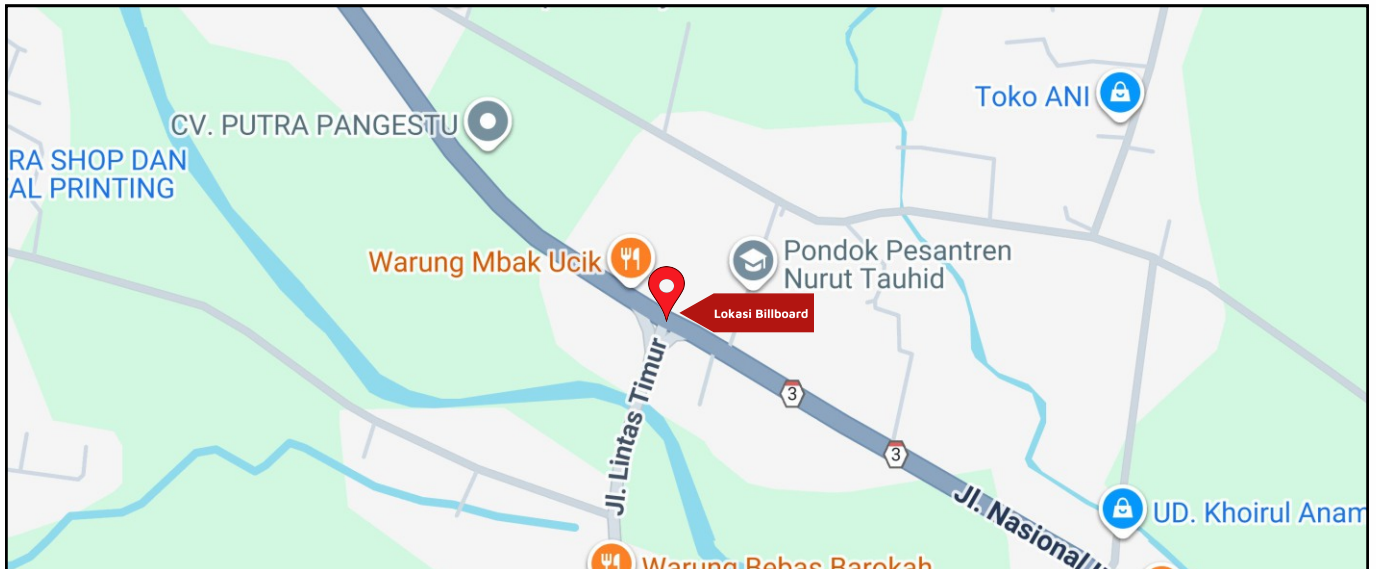 Toko ANI
CV. PUTRA PANGESTU
RA SHOP DAN
AL PRINTING
Warung Mbak Ucik
Pondok Pesantren
Nurut Tauhid
Lokasi Billboard
Jl. Lintas Timur
3
3
Jl. Nasional
UD. Khoirul Anam
Warung Bebas Barokah